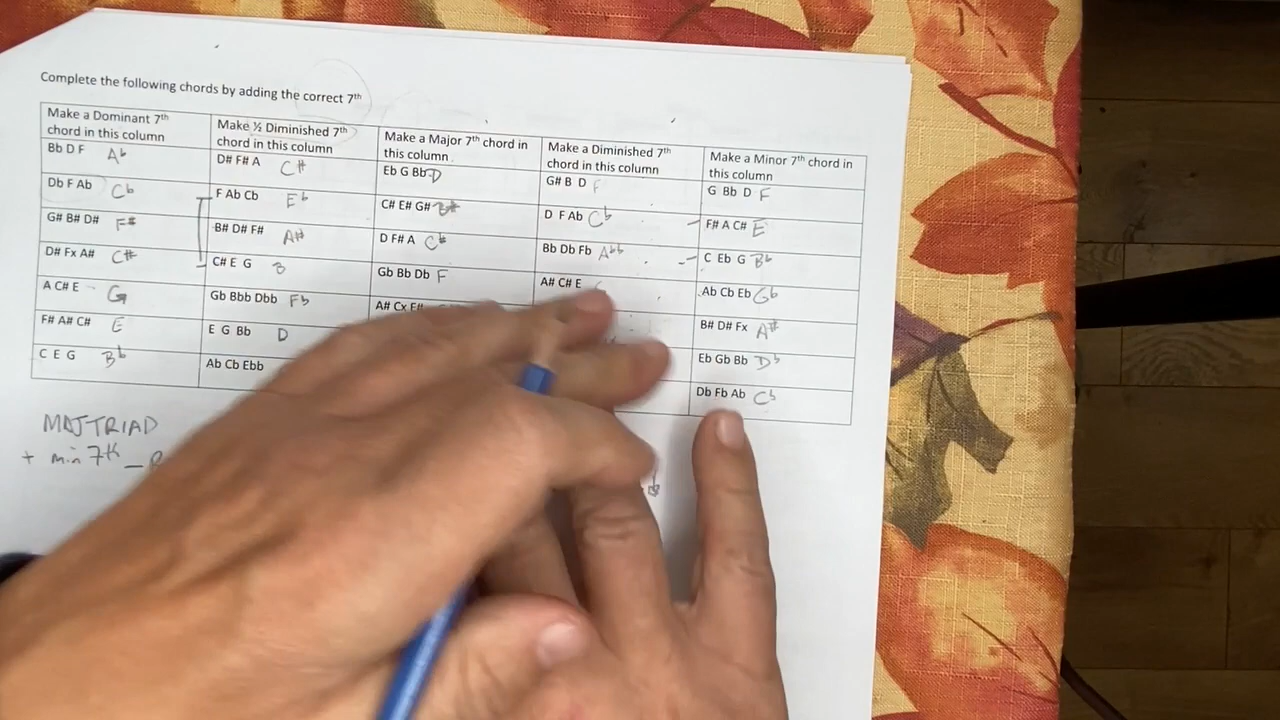 Complete the following chords by adding the correct 7th
Make a Dominant 7th chord in this column
Make ½ Diminished 7th chord in this column
Make a Major 7th chord in this column
Make a Diminished 7th chord in this column
Make a Minor 7th chord in this column
Bb D F Ab
D# F# A C#
Eb G Bb D
G# B D F
G Bb D F
Db F Ab Cb
F Ab Cb Eb
C# E# G# B#
D F Ab Cb
F# A C# E
G# B# D# F#
B# D# F# A#
D F# A C#
Bb Db Fb Abb
C Eb G Bb
D# Fx A# C#
C# E G B
Gb Bb Db F
A# C# E G
Ab Cb Eb Gb
A C# E G
Gb Bbb Dbb Fb
A# Cx E#
B# D# Fx A#
F# A# C# E
E G Bb D
Eb Gb Bb Db
C E G Bb
Ab Cb Ebb
Db Fb Ab Cb
MAJ TRIAD
+ min 7th